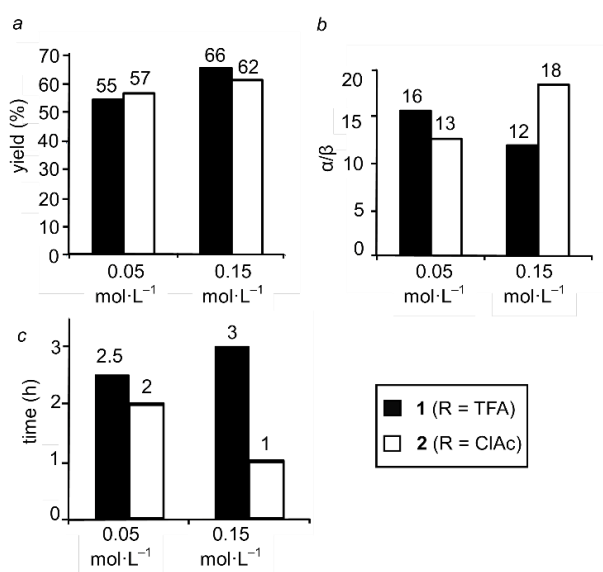 a
yield (%)
70
60
50
40
30
20
10
0
55
57
66
62
0.05
mol·L⁻¹
0.15
mol·L⁻¹
b
α/β
20
15
10
5
0
16
13
12
18
0.05
mol·L⁻¹
0.15
mol·L⁻¹
c
time (h)
3
2
1
0
2.5
2
3
1
0.05
mol·L⁻¹
0.15
mol·L⁻¹
1 (R = TFA)
2 (R = ClAc)